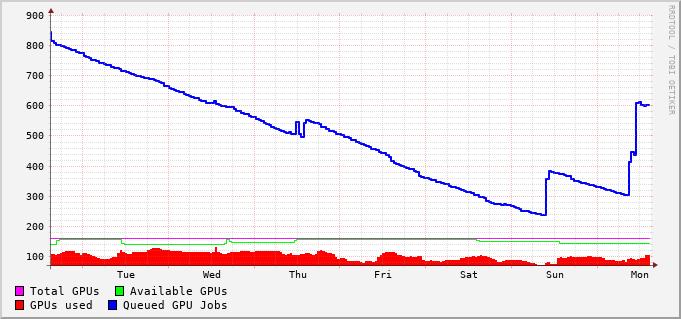 900
800
700
600
500
400
300
200
100
Tue Wed Thu Fri Sat Sun Mon
Total GPUs Available GPUs
GPUs used Queued GPU Jobs
RRDTOOL / TOBI OETIKER